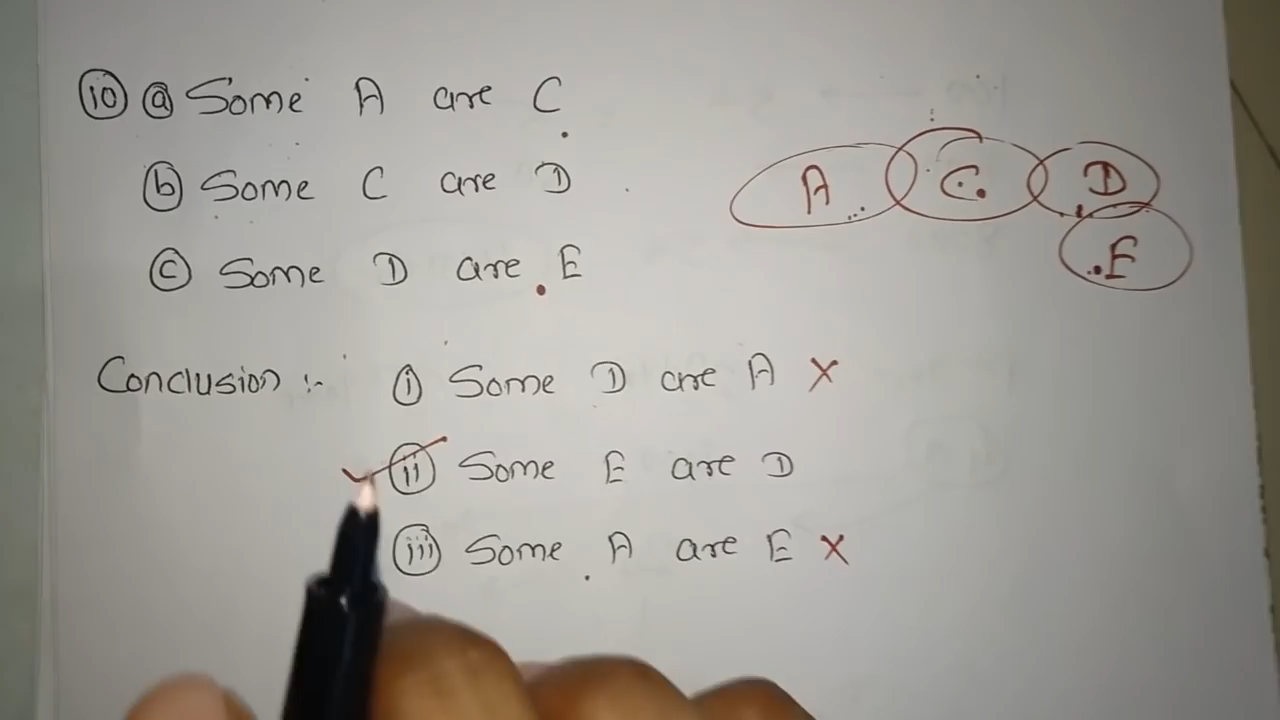 10 a Some A are C
b Some C are D
c Some D are E
A C D
E
Conclusion :- i Some D are A X
ii Some E are D
iii Some A are E X